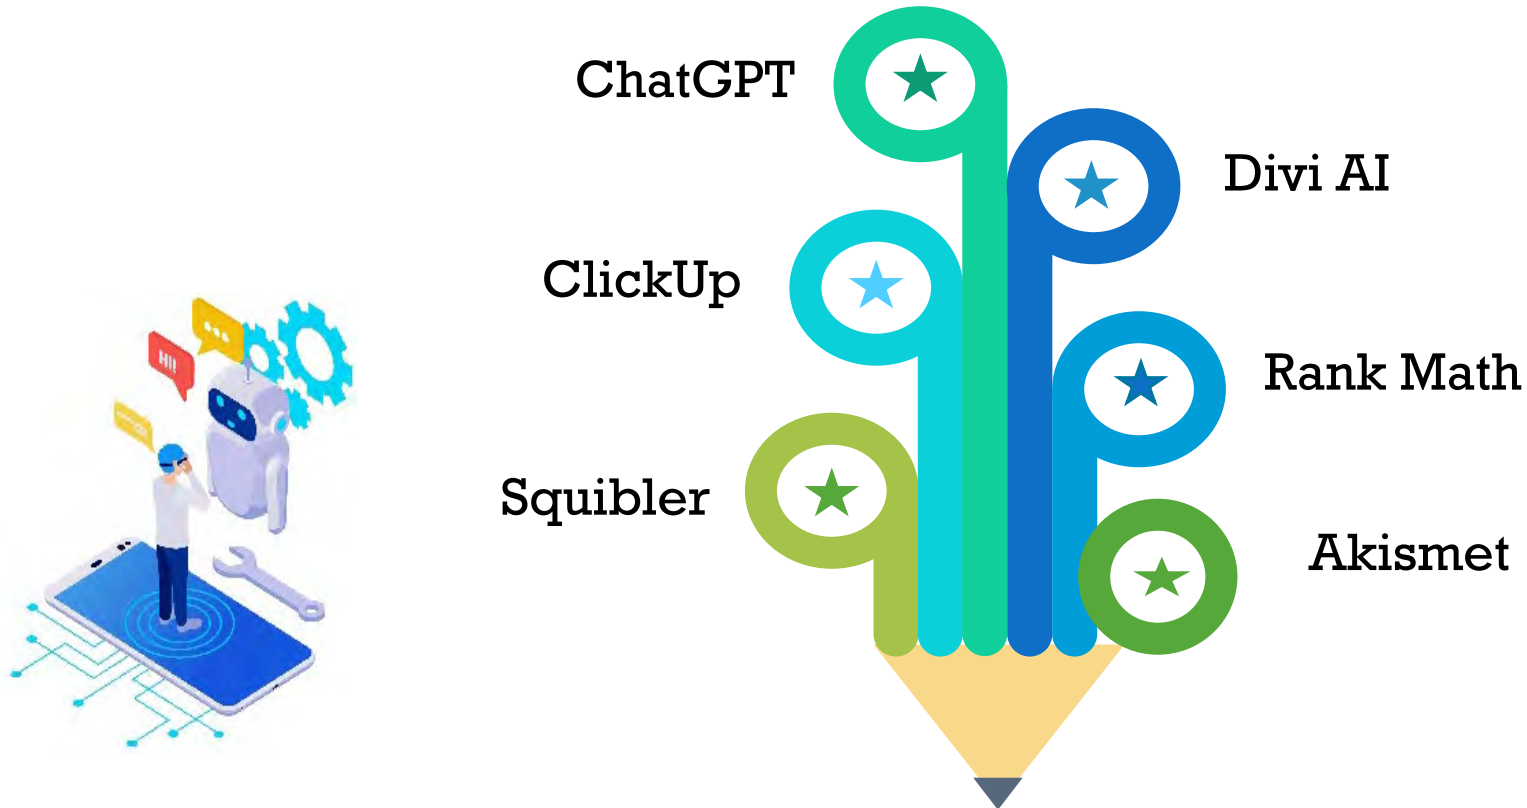 ChatGPT
Divi AI
ClickUp
HI!
Rank Math
Squibler
Akismet